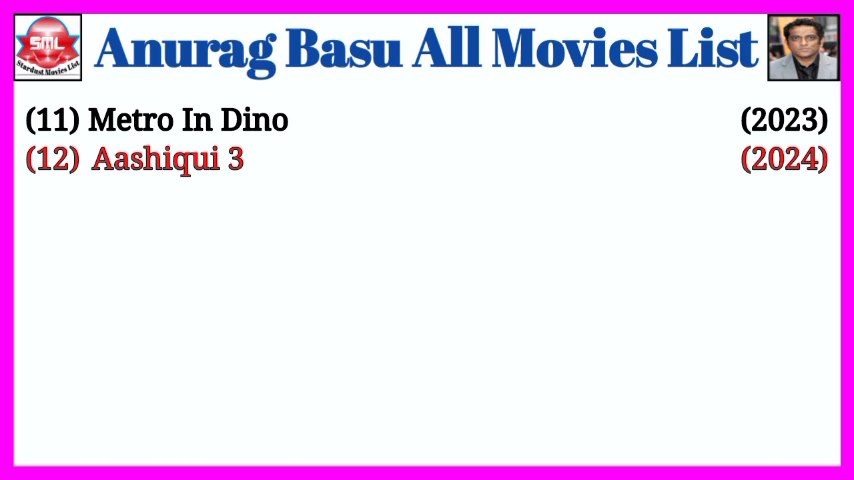 SML
Stardust Movies List
Anurag Basu All Movies List
(11) Metro In Dino (2023)
(12) Aashiqui 3 (2024)